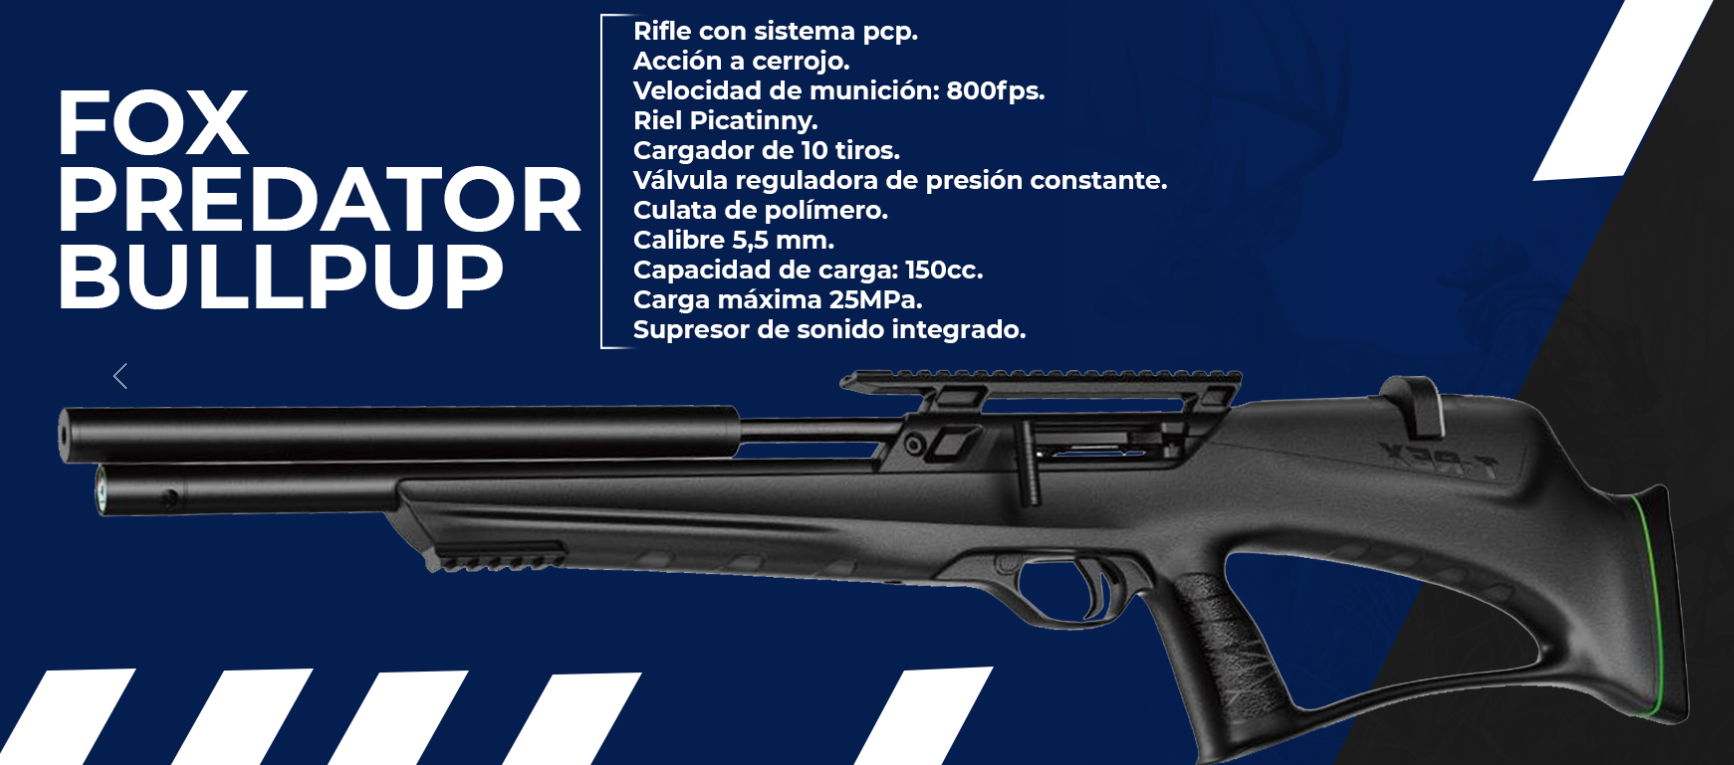 FOX
PREDATOR
BULLPUP
Rifle con sistema pcp.
Acción a cerrojo.
Velocidad de munición: 800fps.
Riel Picatinny.
Cargador de 10 tiros.
Válvula reguladora de presión constante.
Culata de polímero.
Calibre 5,5 mm.
Capacidad de carga: 150cc.
Carga máxima 25MPa.
Supresor de sonido integrado.
T-REX